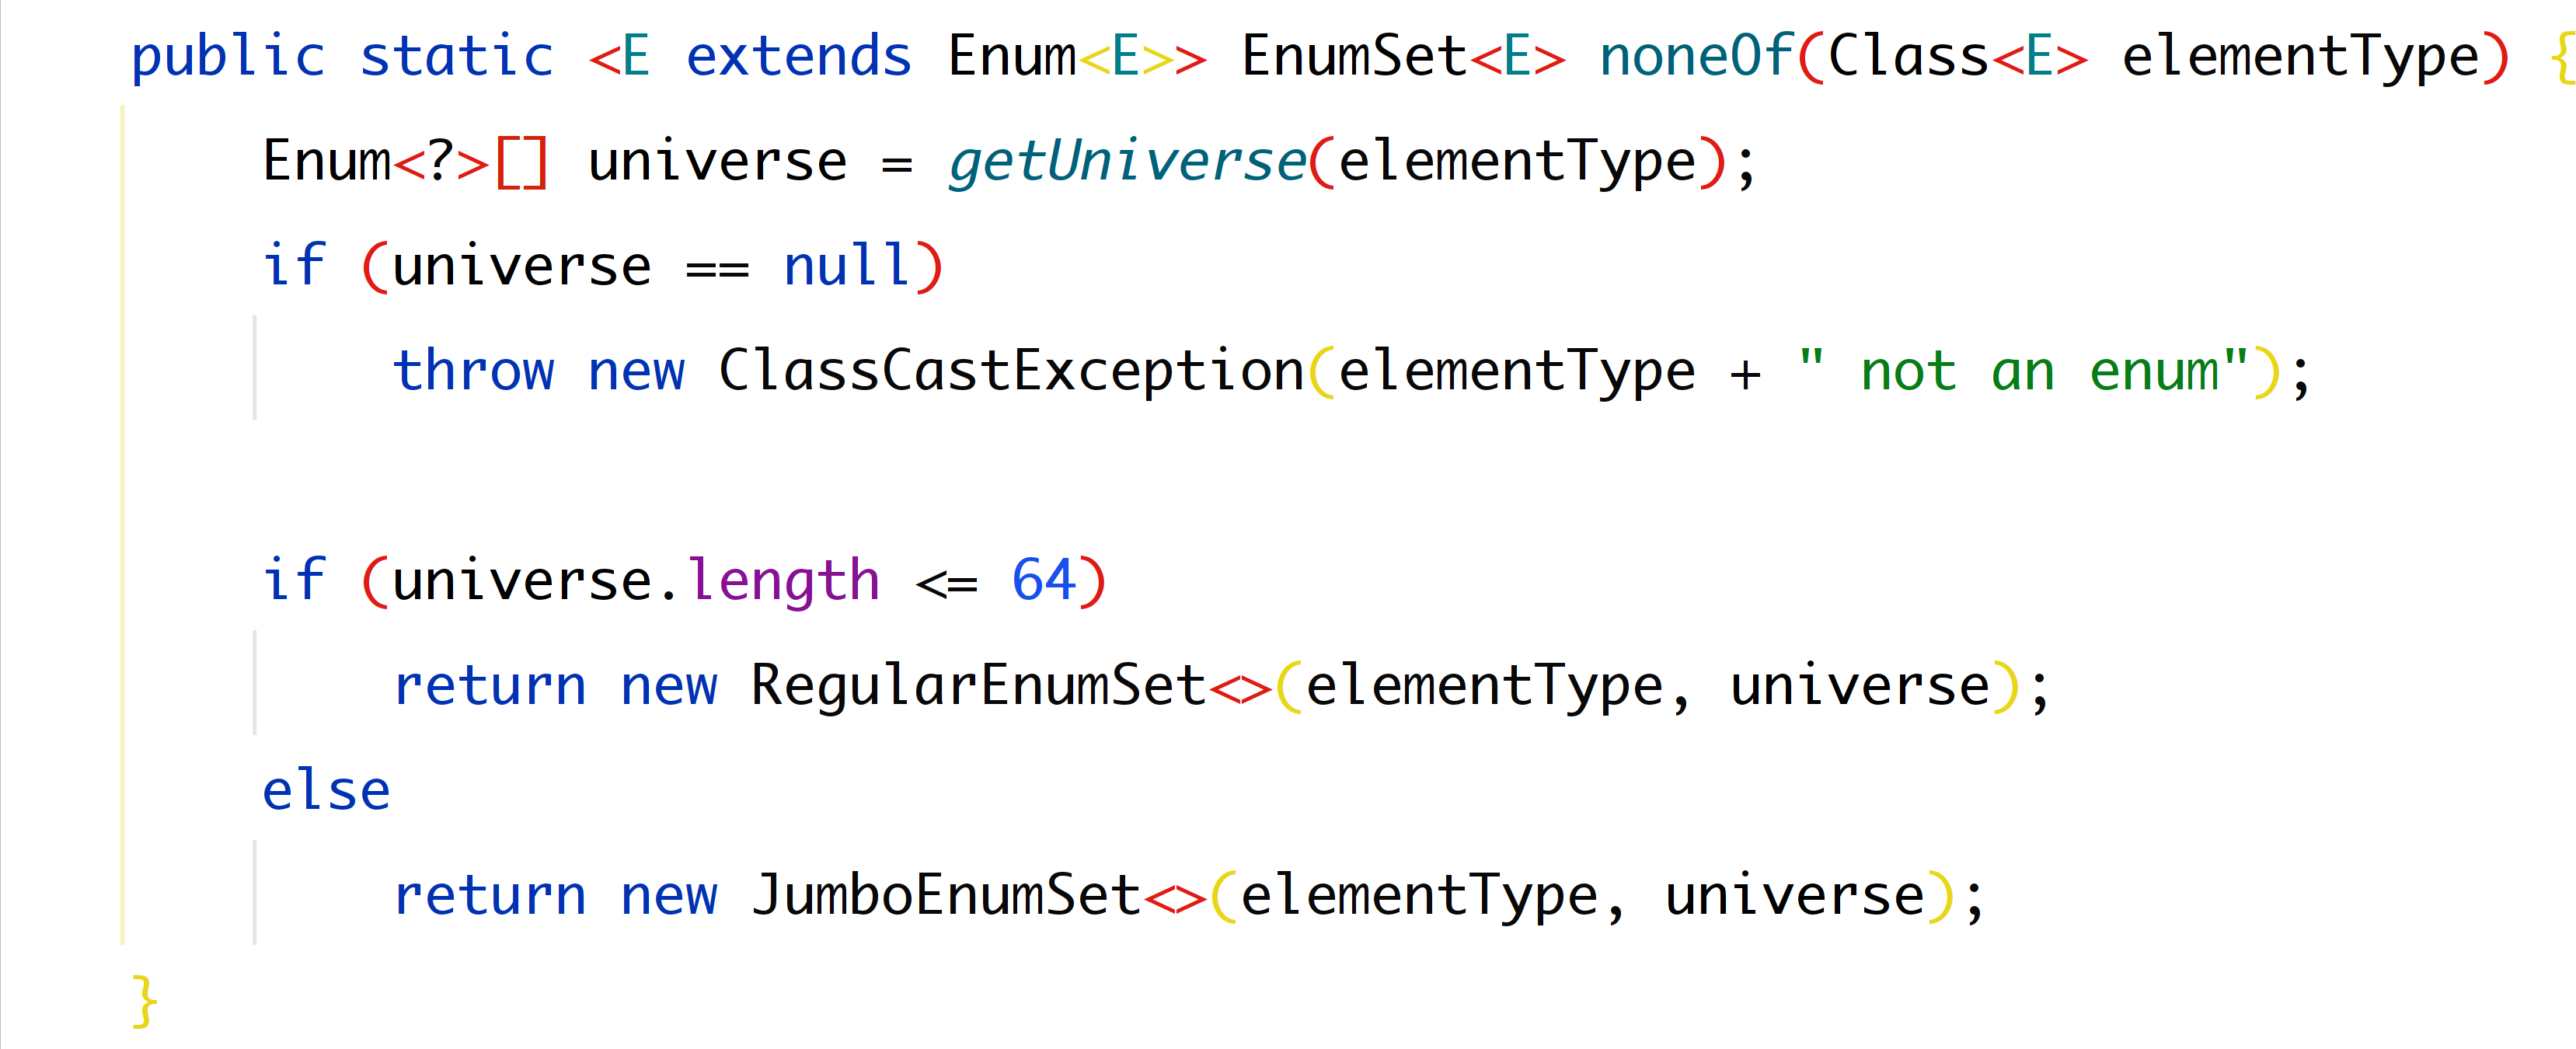 public static <E extends Enum<E>> EnumSet<E> noneOf(Class<E> elementType) {
    Enum<?>[] universe = getUniverse(elementType);
    if (universe == null)
        throw new ClassCastException(elementType + " not an enum");

    if (universe.length <= 64)
        return new RegularEnumSet<>(elementType, universe);
    else
        return new JumboEnumSet<>(elementType, universe);
}